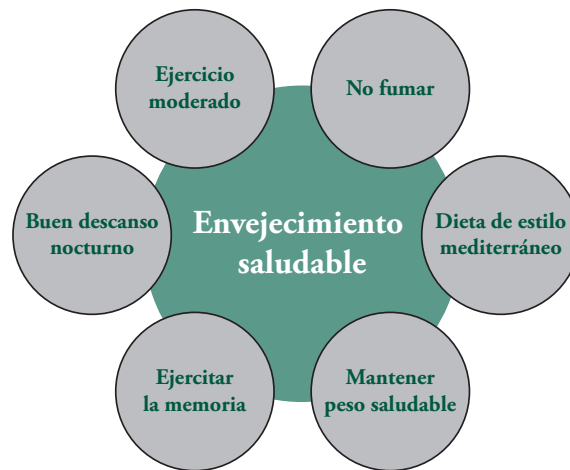 Ejercicio
moderado
No fumar
Buen descanso
nocturno
Envejecimiento
saludable
Dieta de estilo
mediterráneo
Ejercitar
la memoria
Mantener
peso saludable